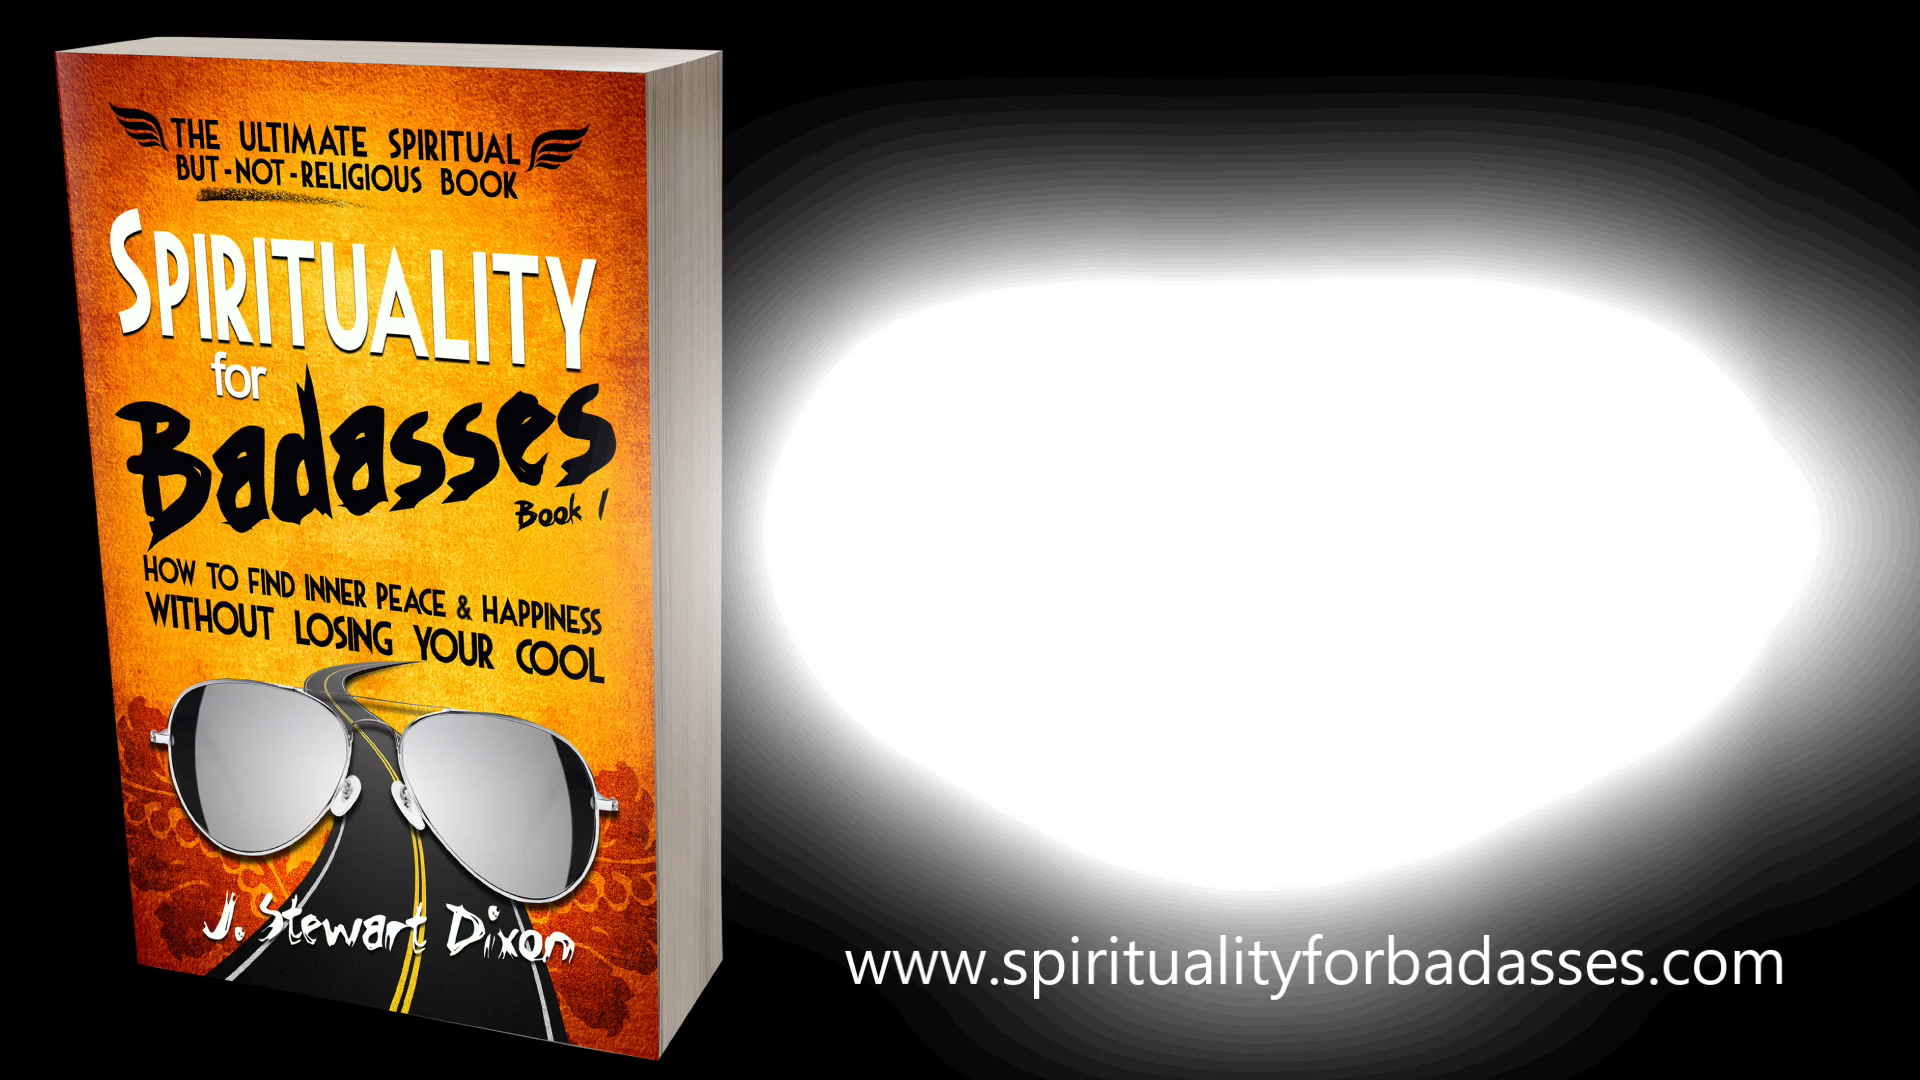 THE ULTIMATE SPIRITUAL
BUT-NOT-RELIGIOUS BOOK
SPIRITUALITY
for
Badasses
Book 1
HOW TO FIND INNER PEACE & HAPPINESS
WITHOUT LOSING YOUR COOL
J. Stewart Dixon
www.spiritualityforbadasses.com